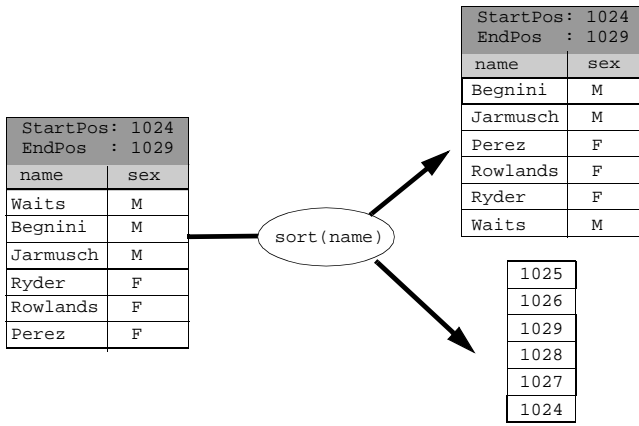 StartPos: 1024
EndPos : 1029
name sex
Waits M
Begnini M
Jarmusch M
Ryder F
Rowlands F
Perez F
sort(name)
StartPos: 1024
EndPos : 1029
name sex
Begnini M
Jarmusch M
Perez F
Rowlands F
Ryder F
Waits M
1025
1026
1029
1028
1027
1024